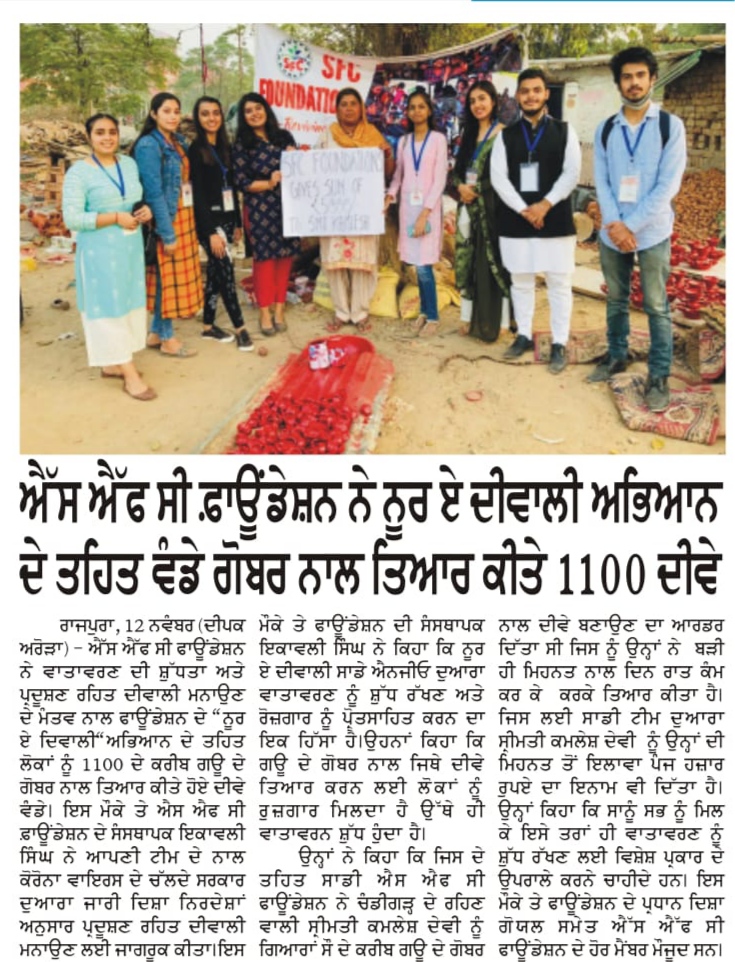 SFC
SFC
FOUNDATION
SFC FOUNDATION
GIVES SUM OF
TO SMT KAMLESH
ਐੱਸ ਐੱਫ ਸੀ ਫ਼ਾਊਂਡੇਸ਼ਨ ਨੇ ਨੂਰ ਏ ਦੀਵਾਲੀ ਅਭਿਆਨ
ਦੇ ਤਹਿਤ ਵੰਡੇ ਗੋਬਰ ਨਾਲ ਤਿਆਰ ਕੀਤੇ 1100 ਦੀਵੇ
ਰਾਜਪੁਰਾ, 12 ਨਵੰਬਰ (ਦੀਪਕ
ਅਰੋੜਾ) – ਐੱਸ ਐੱਫ ਸੀ ਫਾਊਂਡੇਸ਼ਨ
ਨੇ ਵਾਤਾਵਰਣ ਦੀ ਸ਼ੁੱਧਤਾ ਅਤੇ
ਪ੍ਰਦੂਸ਼ਣ ਰਹਿਤ ਦੀਵਾਲੀ ਮਨਾਉਣ
ਦੇ ਮੰਤਵ ਨਾਲ ਫਾਊਂਡੇਸ਼ਨ ਦੇ “ਨੂਰ
ਏ ਦਿਵਾਲੀ“ਅਭਿਆਨ ਦੇ ਤਹਿਤ
ਲੋਕਾਂ ਨੂੰ 1100 ਦੇ ਕਰੀਬ ਗਊ ਦੇ
ਗੋਬਰ ਨਾਲ ਤਿਆਰ ਕੀਤੇ ਹੋਏ ਦੀਵੇ
ਵੰਡੇ। ਇਸ ਮੌਕੇ ਤੇ ਐਸ ਐਫ ਸੀ
ਫ਼ਾਊਂਡੇਸ਼ਨ ਦੇ ਸੰਸਥਾਪਕ ਇਕਾਵਲੀ
ਸਿੰਘ ਨੇ ਆਪਣੀ ਟੀਮ ਦੇ ਨਾਲ
ਕੋਰੋਨਾ ਵਾਇਰਸ ਦੇ ਚੱਲਦੇ ਸਰਕਾਰ
ਦੁਆਰਾ ਜਾਰੀ ਦਿਸ਼ਾ ਨਿਰਦੇਸ਼ਾਂ
ਅਨੁਸਾਰ ਪ੍ਰਦੂਸ਼ਣ ਰਹਿਤ ਦੀਵਾਲੀ
ਮਨਾਉਣ ਲਈ ਜਾਗਰੂਕ ਕੀਤਾ।ਇਸ
ਮੌਕੇ ਤੇ ਫਾਊਂਡੇਸ਼ਨ ਦੀ ਸੰਸਥਾਪਕ
ਇਕਾਵਲੀ ਸਿੰਘ ਨੇ ਕਿਹਾ ਕਿ ਨੂਰ
ਏ ਦੀਵਾਲੀ ਸਾਡੇ ਐਨਜੀਓ ਦੁਆਰਾ
ਵਾਤਾਵਰਣ ਨੂੰ ਸ਼ੁੱਧ ਰੱਖਣ ਅਤੇ
ਰੋਜ਼ਗਾਰ ਨੂੰ ਪ੍ਰੋਤਸਾਹਿਤ ਕਰਨ ਦਾ
ਇਕ ਹਿੱਸਾ ਹੈ।ਉਹਨਾਂ ਕਿਹਾ ਕਿ
ਗਊ ਦੇ ਗੋਬਰ ਨਾਲ ਜਿਥੇ ਦੀਵੇ
ਤਿਆਰ ਕਰਨ ਲਈ ਲੋਕਾਂ ਨੂੰ
ਰੁਜ਼ਗਾਰ ਮਿਲਦਾ ਹੈ ਉੱਥੇ ਹੀ
ਵਾਤਾਵਰਨ ਸ਼ੁੱਧ ਹੁੰਦਾ ਹੈ।
ਉਨ੍ਹਾਂ ਨੇ ਕਿਹਾ ਕਿ ਜਿਸ ਦੇ
ਤਹਿਤ ਸਾਡੀ ਐਸ ਐਫ ਸੀ
ਫਾਊਂਡੇਸ਼ਨ ਨੇ ਚੰਡੀਗੜ੍ਹ ਦੇ ਰਹਿਣ
ਵਾਲੀ ਸ੍ਰੀਮਤੀ ਕਮਲੇਸ਼ ਦੇਵੀ ਨੂੰ
ਗਿਆਰਾਂ ਸੌ ਦੇ ਕਰੀਬ ਗਊ ਦੇ ਗੋਬਰ
ਨਾਲ ਦੀਵੇ ਬਣਾਉਣ ਦਾ ਆਰਡਰ
ਦਿੱਤਾ ਸੀ ਜਿਸ ਨੂੰ ਉਨ੍ਹਾਂ ਨੇ ਬੜੀ
ਹੀ ਮਿਹਨਤ ਨਾਲ ਦਿਨ ਰਾਤ ਕੰਮ
ਕਰ ਕੇ ਕਰਕੇ ਤਿਆਰ ਕੀਤਾ ਹੈ।
ਜਿਸ ਲਈ ਸਾਡੀ ਟੀਮ ਦੁਆਰਾ
ਸ੍ਰੀਮਤੀ ਕਮਲੇਸ਼ ਦੇਵੀ ਨੂੰ ਉਨ੍ਹਾਂ ਦੀ
ਮਿਹਨਤ ਤੋਂ ਇਲਾਵਾ ਪੰਜ ਹਜ਼ਾਰ
ਰੁਪਏ ਦਾ ਇਨਾਮ ਵੀ ਦਿੱਤਾ ਹੈ।
ਉਨ੍ਹਾਂ ਕਿਹਾ ਕਿ ਸਾਨੂੰ ਸਭ ਨੂੰ ਮਿਲ
ਕੇ ਇਸੇ ਤਰਾਂ ਹੀ ਵਾਤਾਵਰਣ ਨੂੰ
ਸ਼ੁੱਧ ਰੱਖਣ ਲਈ ਵਿਸ਼ੇਸ਼ ਪ੍ਰਕਾਰ ਦੇ
ਉਪਰਾਲੇ ਕਰਨੇ ਚਾਹੀਦੇ ਹਨ। ਇਸ
ਮੌਕੇ ਤੇ ਫਾਊਂਡੇਸ਼ਨ ਦੇ ਪ੍ਰਧਾਨ ਦਿਸ਼ਾ
ਗੋਯਲ ਸਮੇਤ ਐੱਸ ਐੱਫ ਸੀ
ਫਾਊਂਡੇਸ਼ਨ ਦੇ ਹੋਰ ਮੈਂਬਰ ਮੌਜੂਦ ਸਨ।